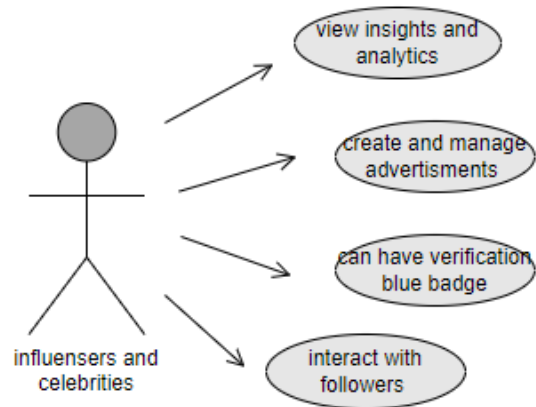 view insights and
analytics
create and manage
advertisments
can have verification
blue badge
interact with
followers
influensers and
celebrities